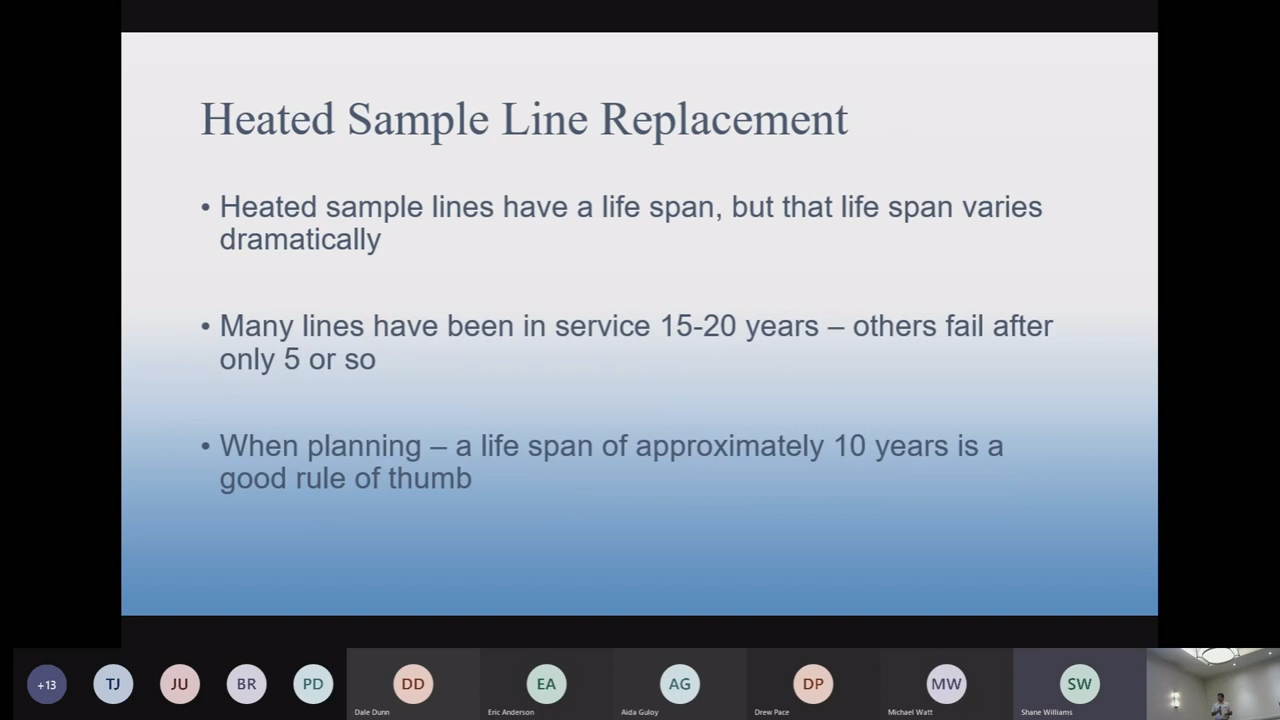 Heated Sample Line Replacement
• Heated sample lines have a life span, but that life span varies
dramatically
• Many lines have been in service 15-20 years – others fail after
only 5 or so
• When planning – a life span of approximately 10 years is a
good rule of thumb
+13
TJ
JU
BR
PD
DD
EA
AG
DP
MW
SW
Dale Dunn
Eric Anderson
Aida Guloy
Drew Pace
Michael Watt
Shane Williams